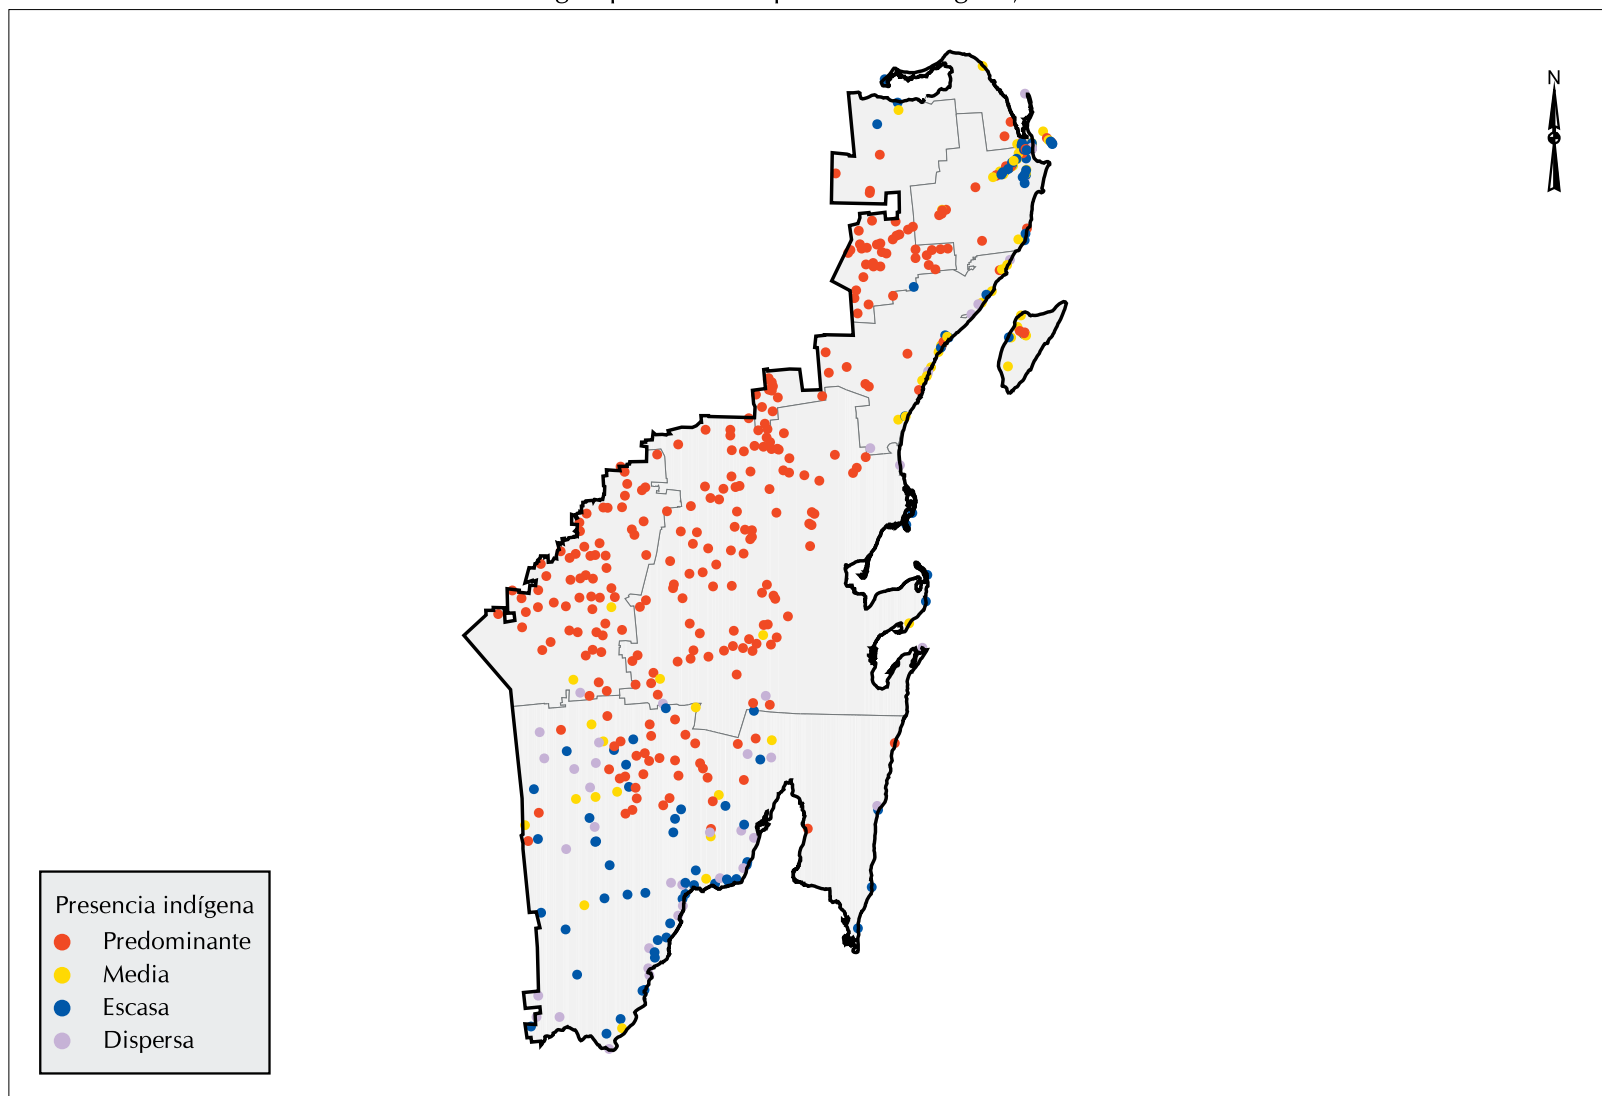 N
Presencia indígena
Predominante
Media
Escasa
Dispersa